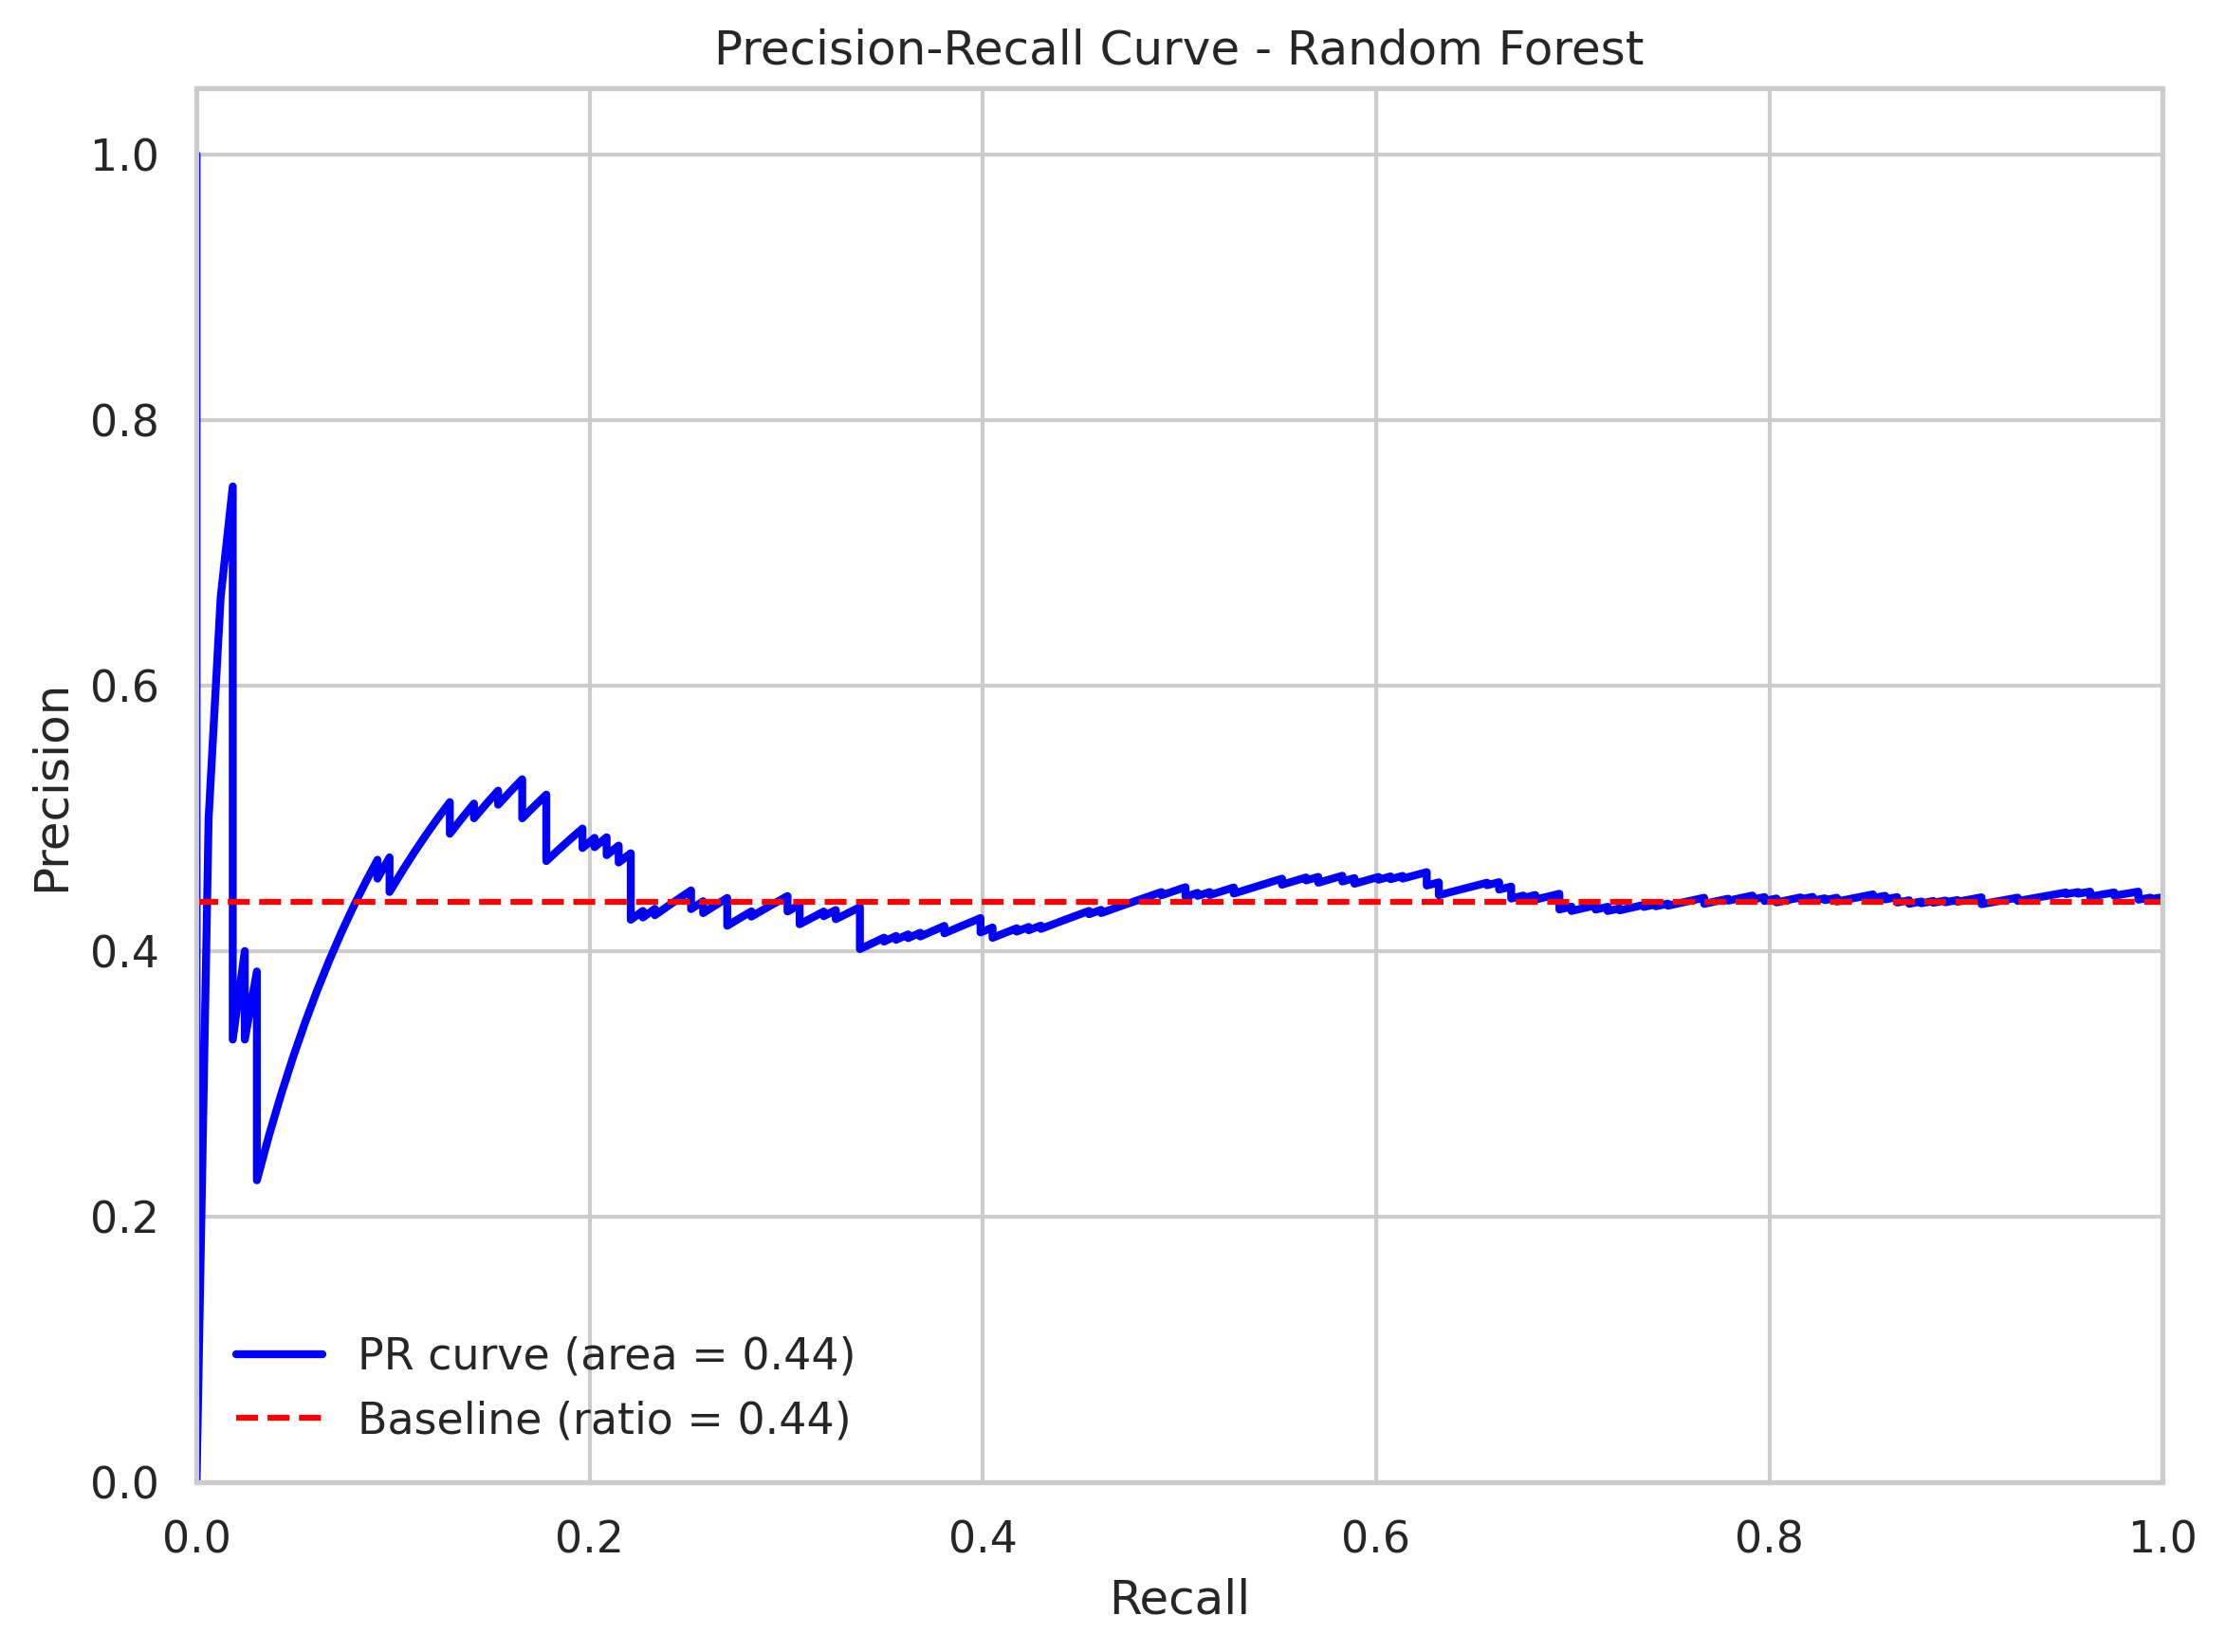 Precision-Recall Curve - Random Forest
1.0
0.8
0.6
0.4
0.2
0.0
Precision
PR curve (area = 0.44)
Baseline (ratio = 0.44)
0.0 0.2 0.4 0.6 0.8 1.0
Recall